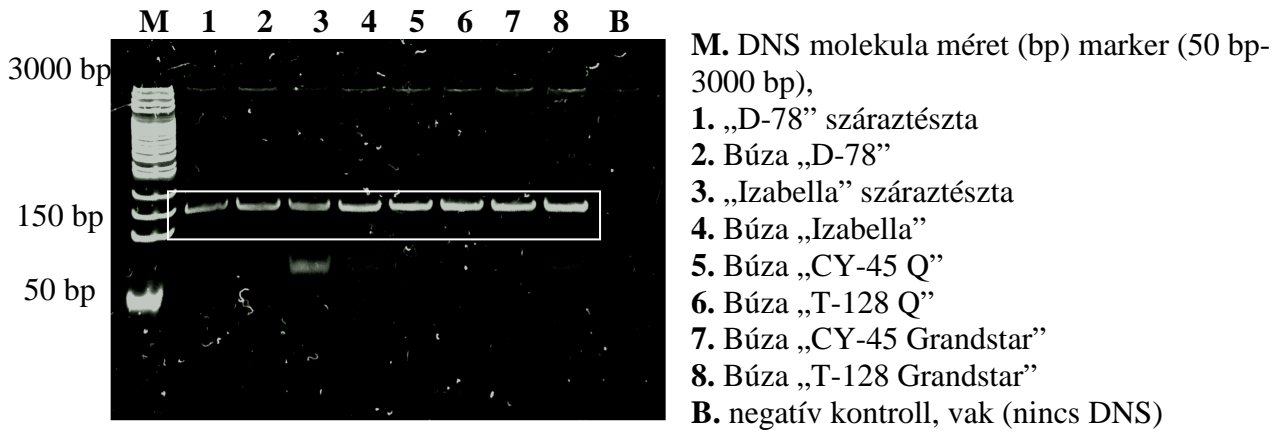 M 1 2 3 4 5 6 7 8 B
3000 bp
150 bp
50 bp
M. DNS molekula méret (bp) marker (50 bp-
3000 bp),
1. „D-78” száraztészta
2. Búza „D-78”
3. „Izabella” száraztészta
4. Búza „Izabella”
5. Búza „CY-45 Q”
6. Búza „T-128 Q”
7. Búza „CY-45 Grandstar”
8. Búza „T-128 Grandstar”
B. negatív kontroll, vak (nincs DNS)